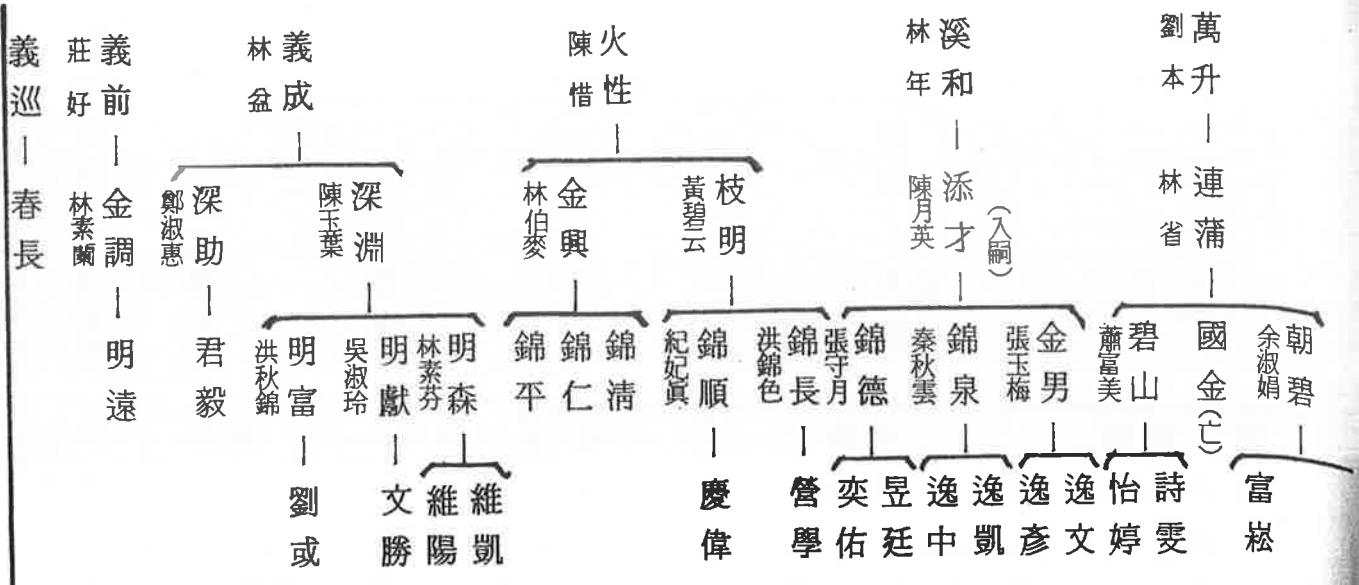 萬升
劉本
連蒲
林省
朝碧
余淑娟
富崧
國金(亡)
碧山
蕭富美
詩雯
怡婷
溪和
林年
(入嗣)
添才
陳月英
金男
張玉梅
逸文
逸彥
錦泉
秦秋雲
逸凱
逸中
錦德
張守月
昱廷
奕佑
火性
陳惜
枝明
黃碧云
錦長
洪錦色
營學
錦順
紀妃眞
慶偉
金興
林伯麥
錦清
錦仁
錦平
義成
林盆
深淵
陳玉葉
明森
林素芬
維凱
維陽
明獻
吳淑玲
文勝
明富
洪秋錦
劉或
深助
鄭淑惠
君毅
義前
莊好
金調
林素蘭
明遠
義巡
春長